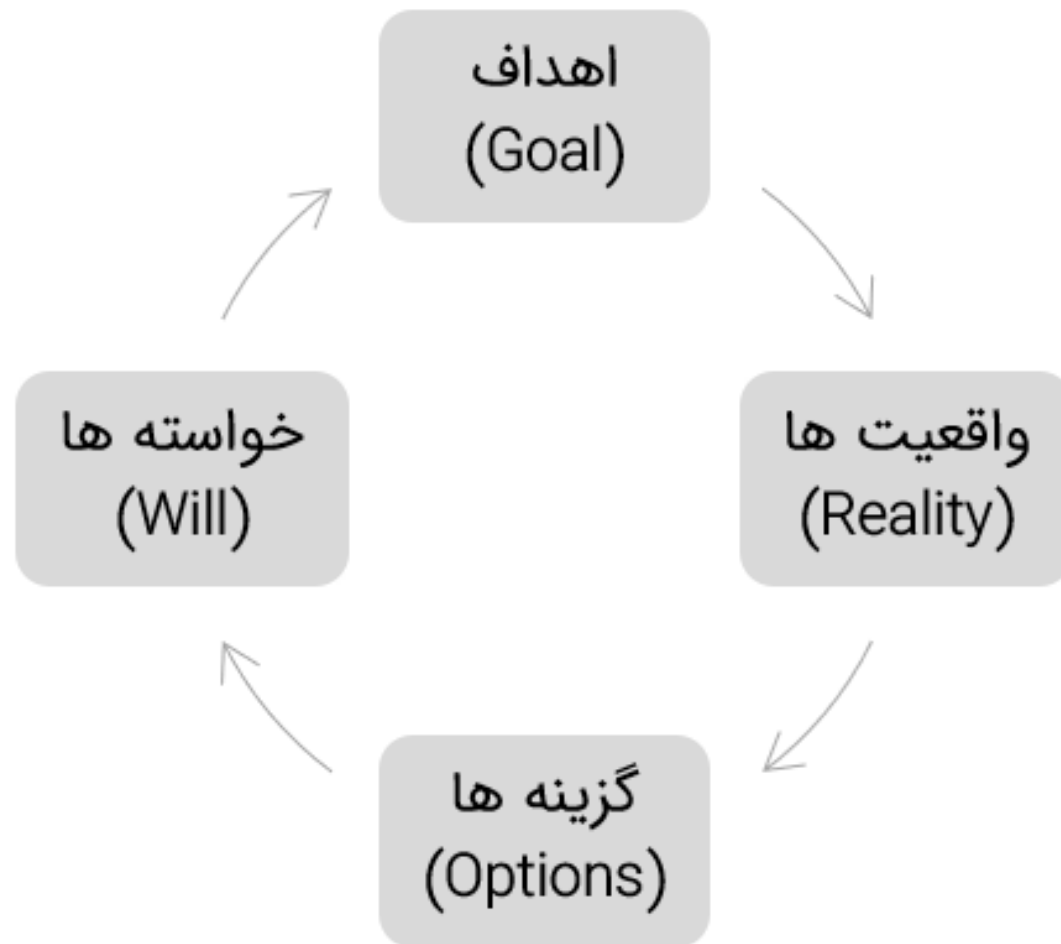 اهداف
(Goal)
واقعیت ها
(Reality)
گزینه ها
(Options)
خواسته ها
(Will)